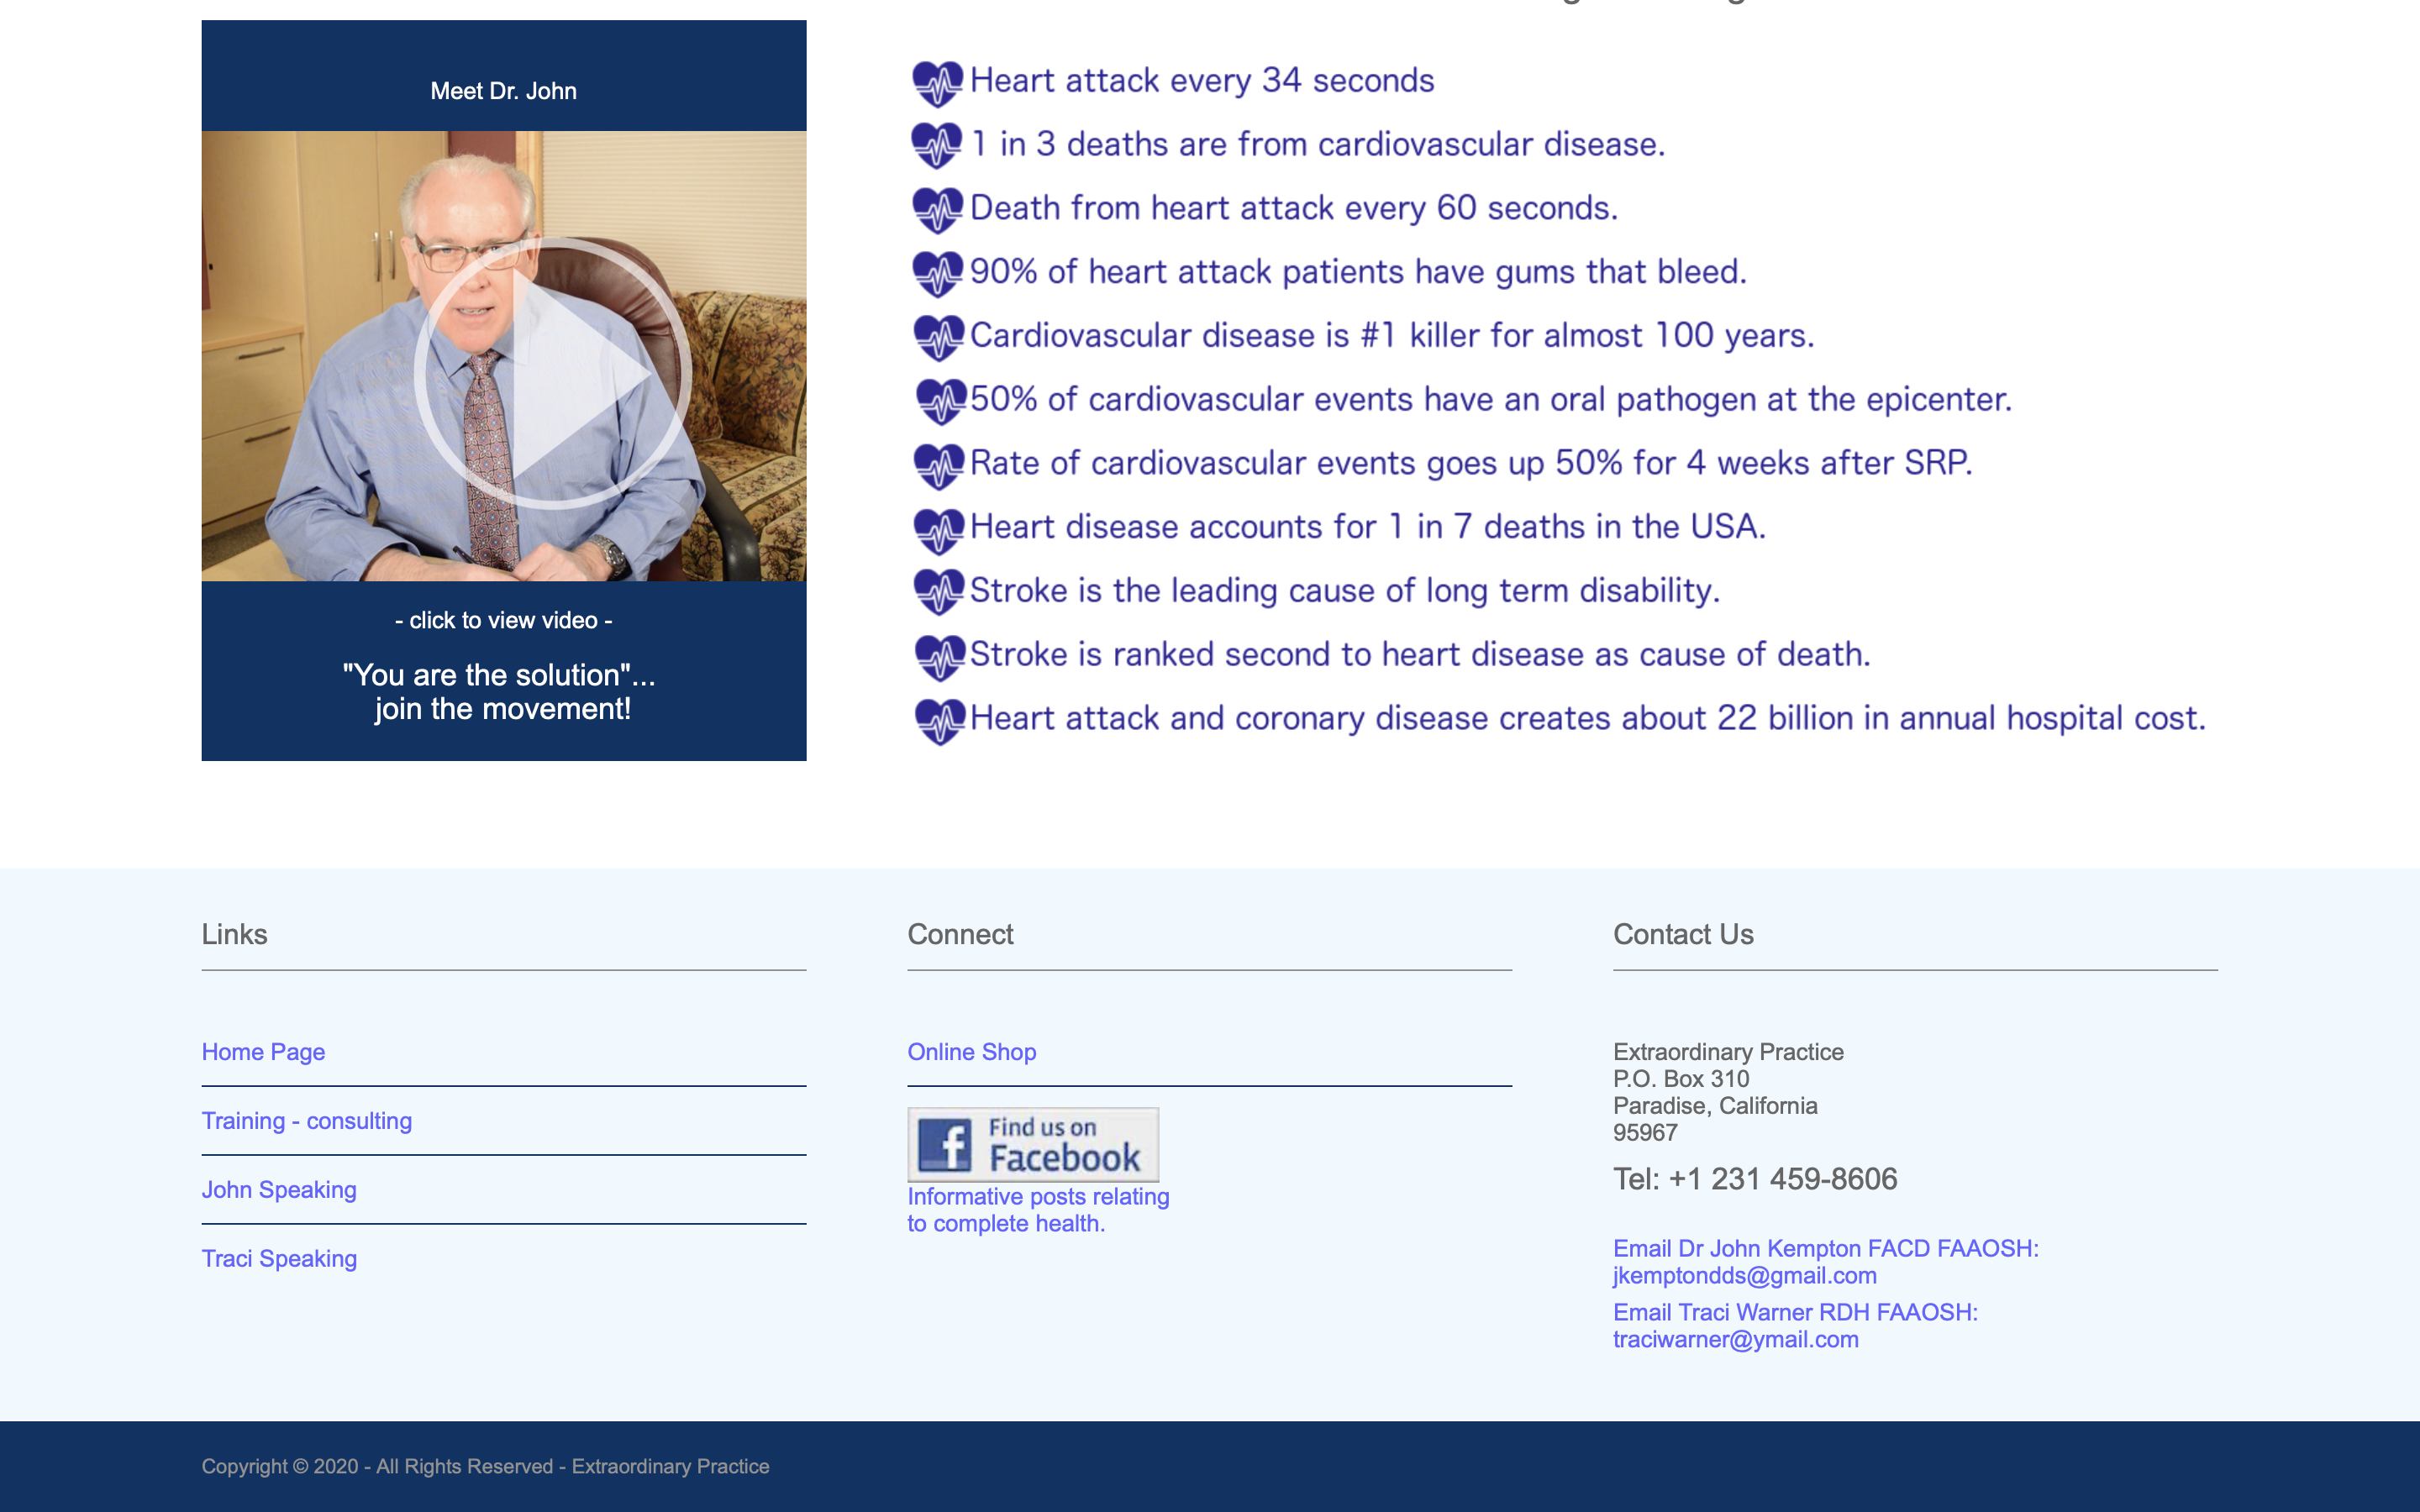 Meet Dr. John
- click to view video -
"You are the solution"...
join the movement!
Heart attack every 34 seconds
1 in 3 deaths are from cardiovascular disease.
Death from heart attack every 60 seconds.
90% of heart attack patients have gums that bleed.
Cardiovascular disease is #1 killer for almost 100 years.
50% of cardiovascular events have an oral pathogen at the epicenter.
Rate of cardiovascular events goes up 50% for 4 weeks after SRP.
Heart disease accounts for 1 in 7 deaths in the USA.
Stroke is the leading cause of long term disability.
Stroke is ranked second to heart disease as cause of death.
Heart attack and coronary disease creates about 22 billion in annual hospital cost.
Links
Home Page
Training - consulting
John Speaking
Traci Speaking
Connect
Online Shop
Find us on
Facebook
Informative posts relating
to complete health.
Contact Us
Extraordinary Practice
P.O. Box 310
Paradise, California
95967
Tel: +1 231 459-8606
Email Dr John Kempton FACD FAAOSH:
jkemptondds@gmail.com
Email Traci Warner RDH FAAOSH:
traciwarner@ymail.com
Copyright © 2020 - All Rights Reserved - Extraordinary Practice